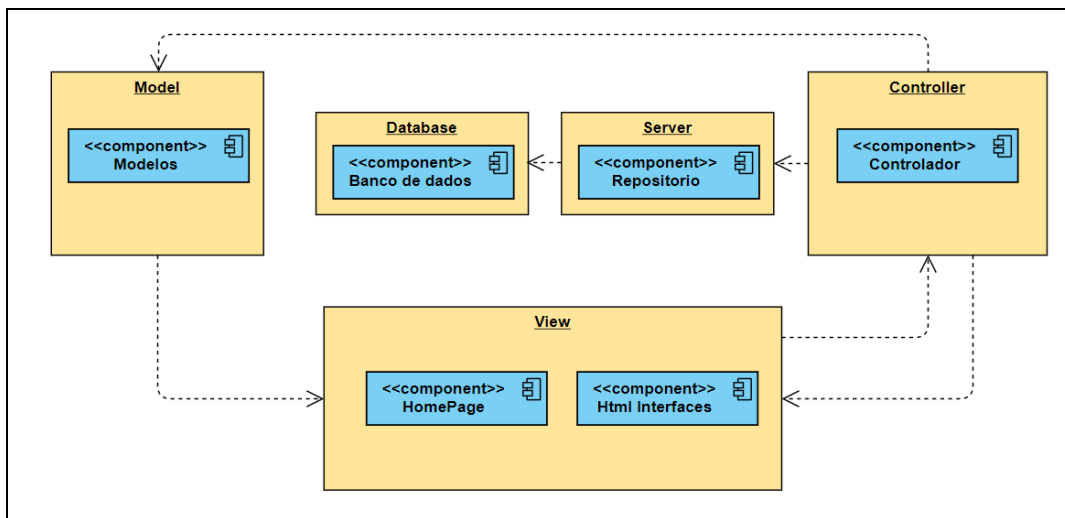 Model
<<component>>
Modelos
Database
<<component>>
Banco de dados
Server
<<component>>
Repositorio
Controller
<<component>>
Controlador
View
<<component>>
HomePage
<<component>>
Html Interfaces